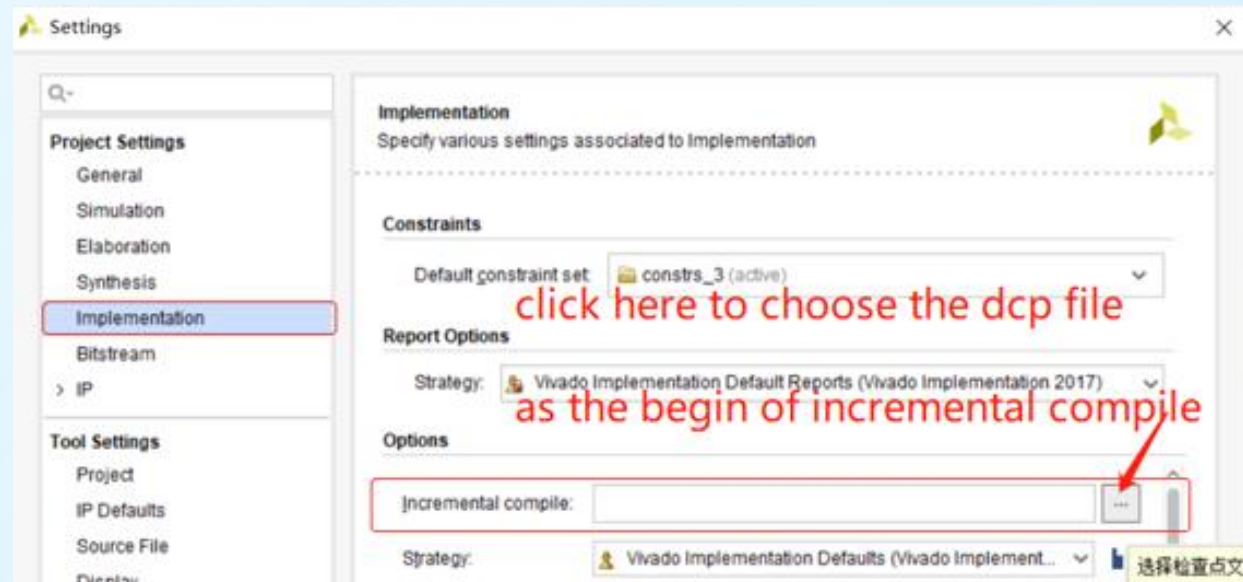 Settings
Project Settings
General
Simulation
Elaboration
Synthesis
Implementation
Bitstream
> IP
Tool Settings
Project
IP Defaults
Source File
Display
Implementation
Specify various settings associated to Implementation
Constraints
Default constraint set: constrs_3 (active)
click here to choose the dcp file
Report Options
Strategy: Vivado Implementation Default Reports (Vivado Implementation 2017)
as the begin of incremental compile
Options
Incremental compile: ...
Strategy: Vivado Implementation Defaults (Vivado Implement...
选择检查点文